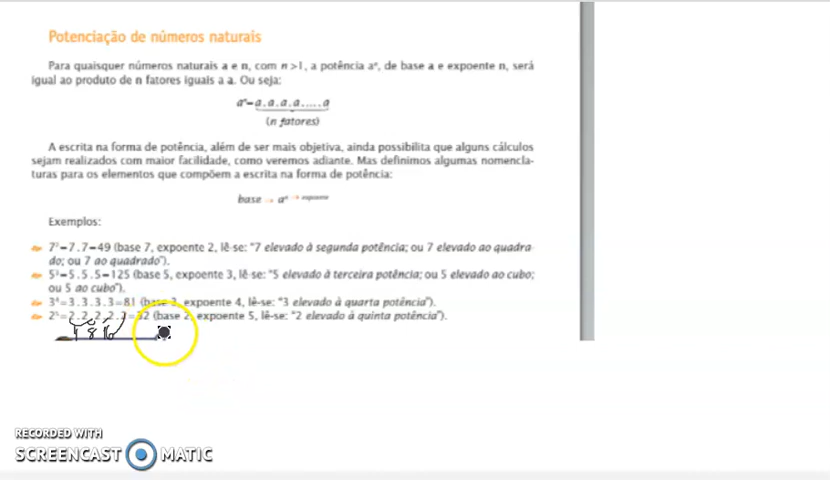 Potenciação de números naturais
Para quaisquer números naturais a e n, com n>1, a potência aⁿ, de base a e expoente n, será
igual ao produto de n fatores iguais a a. Ou seja:
aⁿ=a.a.a.a.....a
(n fatores)
A escrita na forma de potência, além de ser mais objetiva, ainda possibilita que alguns cálculos
sejam realizados com maior facilidade, como veremos adiante. Mas definimos algumas nomencla-
turas para os elementos que compõem a escrita na forma de potência:
base → aⁿ → expoente
Exemplos:
7²=7.7=49 (base 7, expoente 2, lê-se: "7 elevado à segunda potência; ou 7 elevado ao quadra-
do; ou 7 ao quadrado").
5³=5.5.5=125 (base 5, expoente 3, lê-se: "5 elevado à terceira potência; ou 5 elevado ao cubo;
ou 5 ao cubo").
3⁴=3.3.3.3=81 (base 3, expoente 4, lê-se: "3 elevado à quarta potência").
2⁵=2.2.2.2.2=32 (base 2, expoente 5, lê-se: "2 elevado à quinta potência").
4 8 16
RECORDED WITH
SCREENCAST MATIC